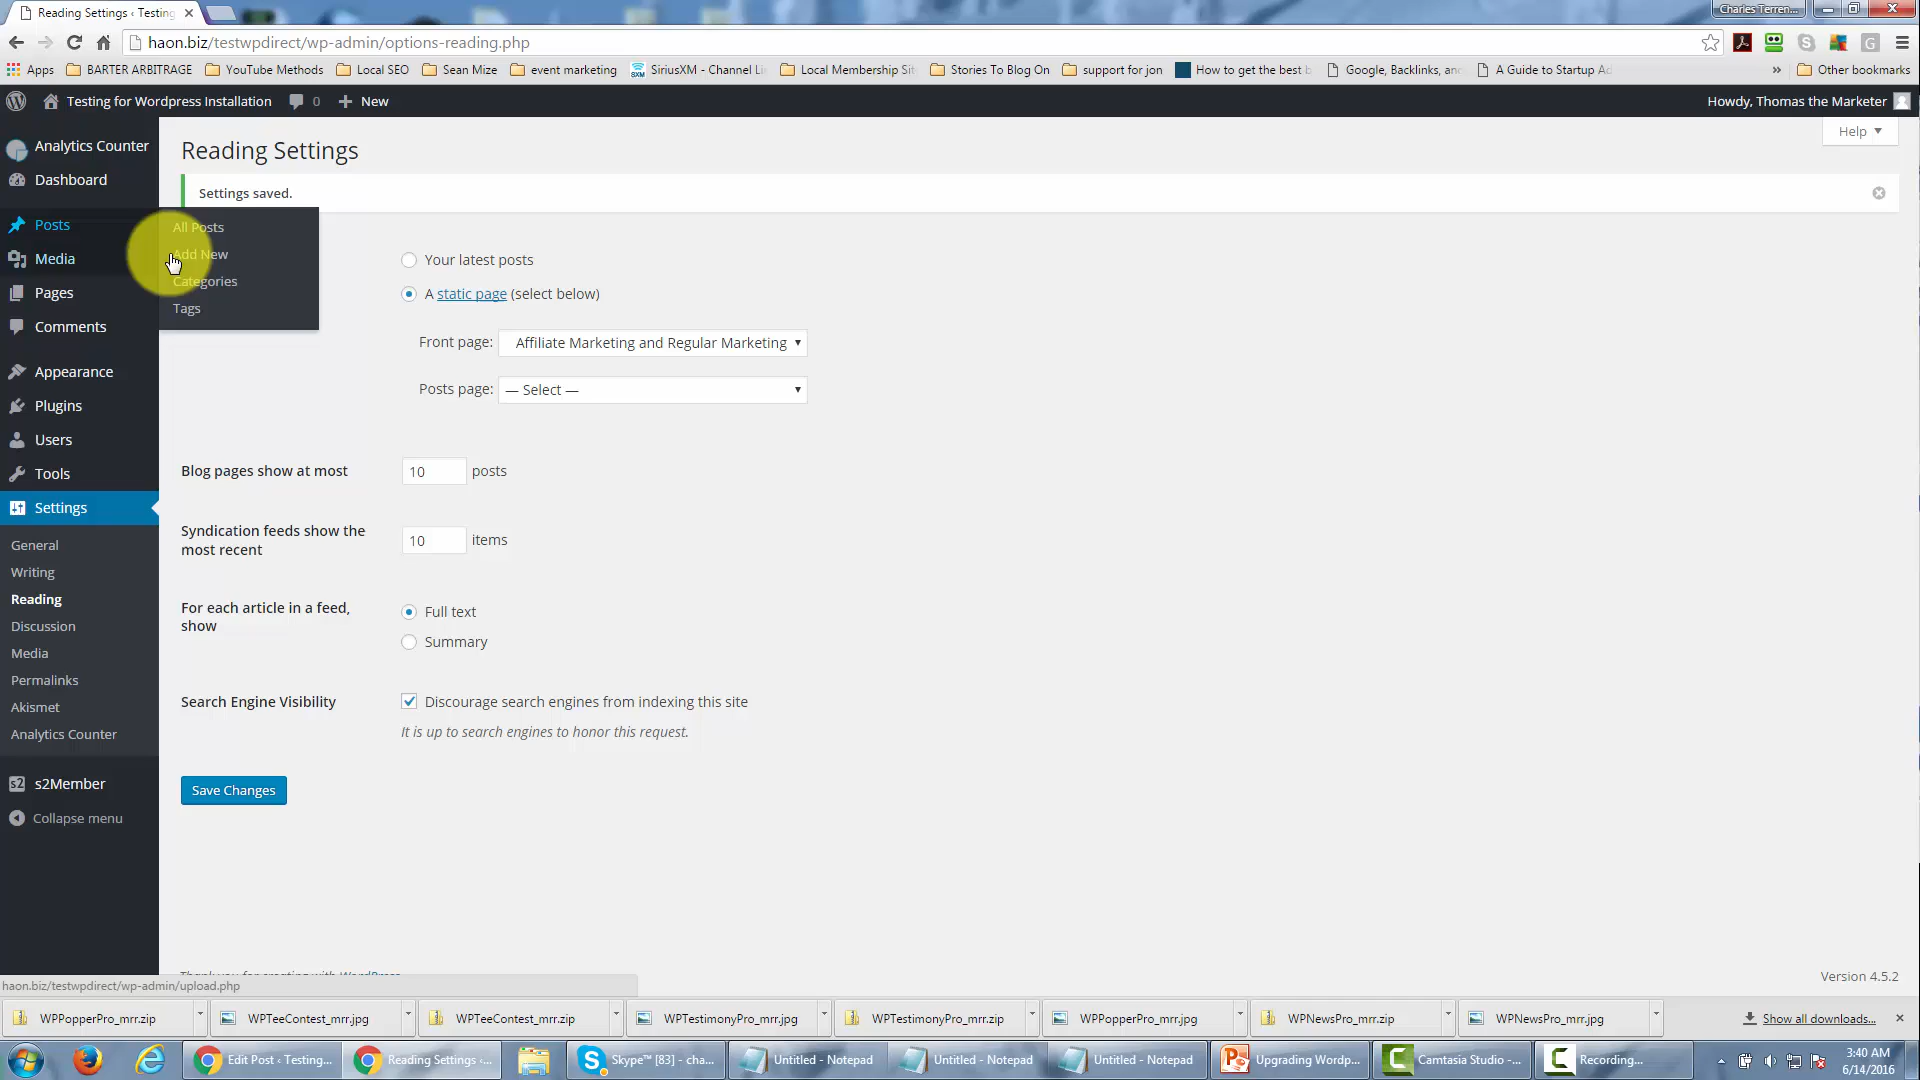 Reading Settings ‹ Testing
Charles Terren...
haon.biz/testwpdirect/wp-admin/options-reading.php
Apps BARTER ARBITRAGE YouTube Methods Local SEO Sean Mize event marketing SiriusXM - Channel Li Local Membership Sit Stories To Blog On support for jon How to get the best b Google, Backlinks, an A Guide to Startup Ad » Other bookmarks
Testing for Wordpress Installation 0 + New Howdy, Thomas the Marketer
Help
Analytics Counter
Dashboard
Posts
Media
Pages
Comments
Appearance
Plugins
Users
Tools
Settings
General
Writing
Reading
Discussion
Media
Permalinks
Akismet
Analytics Counter
s2Member
Collapse menu
All Posts
Add New
Categories
Tags
Reading Settings
Settings saved.
Your latest posts
A static page (select below)
Front page: Affiliate Marketing and Regular Marketing
Posts page: — Select —
Blog pages show at most 10 posts
Syndication feeds show the
most recent 10 items
For each article in a feed,
show
Full text
Summary
Search Engine Visibility Discourage search engines from indexing this site
It is up to search engines to honor this request.
Save Changes
Thank you for creating with WordPress
Version 4.5.2
haon.biz/testwpdirect/wp-admin/upload.php
WPPopperPro_mrr.zip WPTeeContest_mrr.jpg WPTeeContest_mrr.zip WPTestimonyPro_mrr.jpg WPTestimonyPro_mrr.zip WPPopperPro_mrr.jpg WPNewsPro_mrr.zip WPNewsPro_mrr.jpg Show all downloads...
Edit Post ‹ Testing... Reading Settings ‹... Skype™ [83] - cha... Untitled - Notepad Untitled - Notepad Untitled - Notepad Upgrading Wordp... Camtasia Studio -... Recording...
3:40 AM
6/14/2016